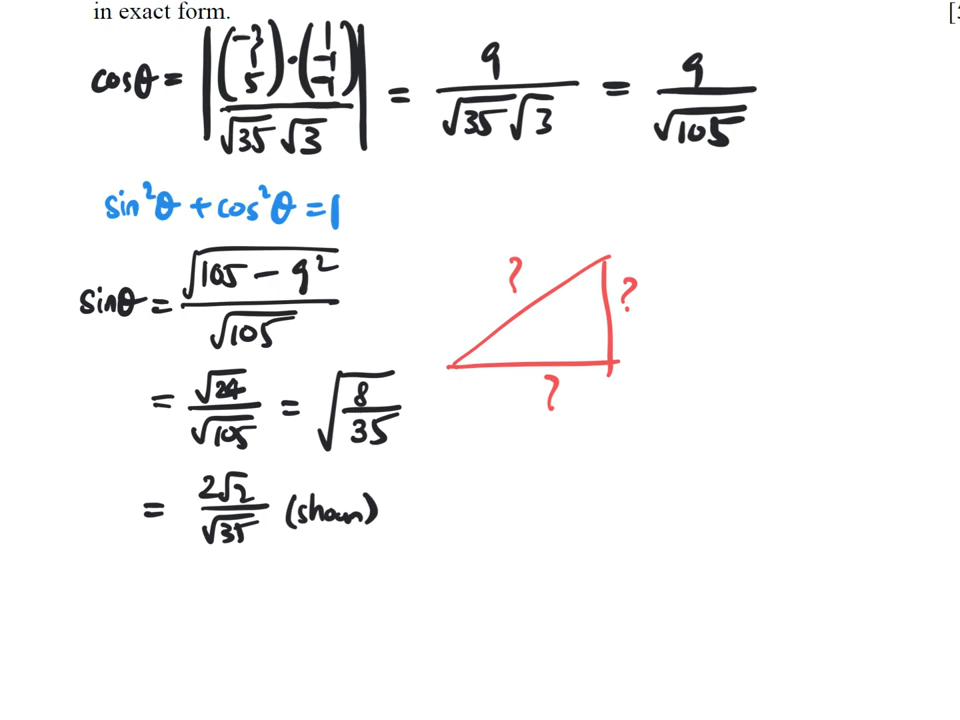 in exact form.
[3
cosθ = |(-3 1 5)·(1 -1 -1) / √35 √3| = 9 / √35 √3 = 9 / √105
sin²θ + cos²θ = 1
sinθ = √105 - 9² / √105
? ?
= √24 / √105 = √8/35
?
= 2√2 / √35 (shown)